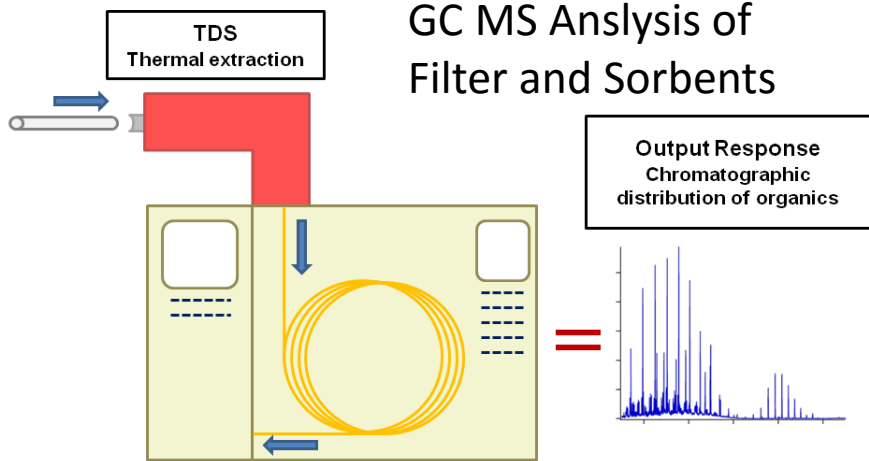 GC MS Anslysis of
Filter and Sorbents
TDS
Thermal extraction
Output Response
Chromatographic
distribution of organics